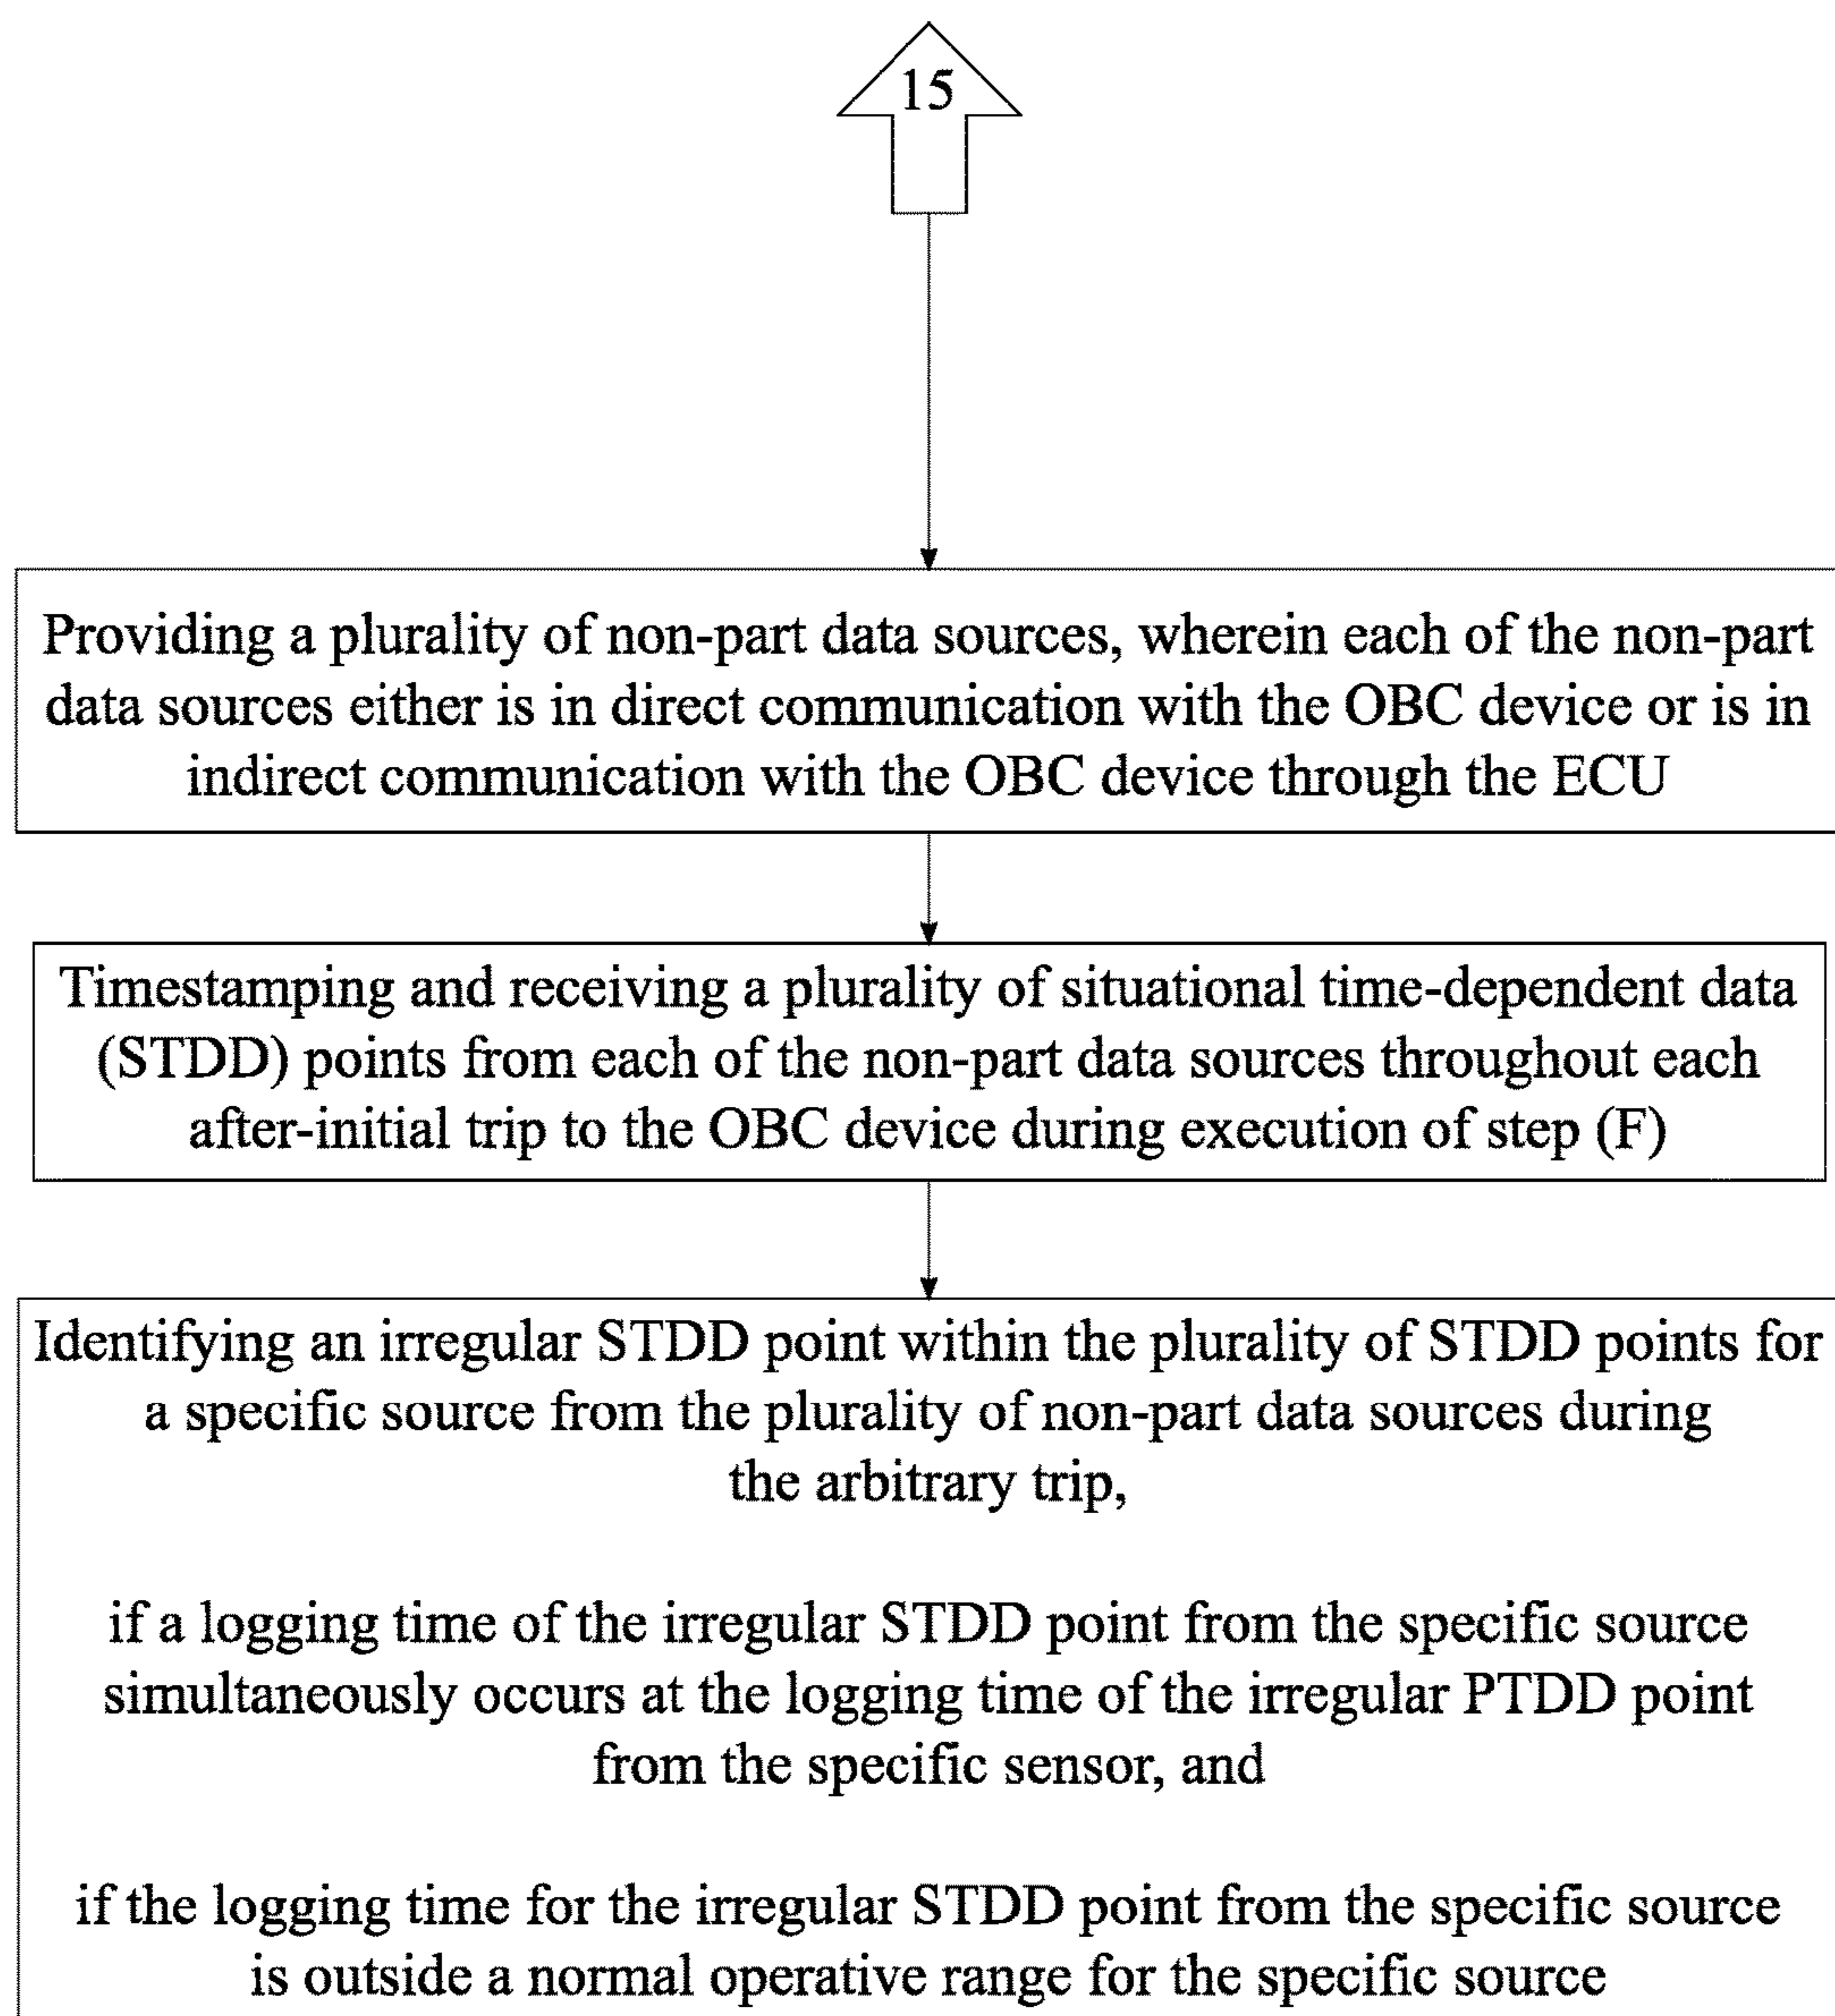 15
Providing a plurality of non-part data sources, wherein each of the non-part
data sources either is in direct communication with the OBC device or is in
indirect communication with the OBC device through the ECU
Timestamping and receiving a plurality of situational time-dependent data
(STDD) points from each of the non-part data sources throughout each
after-initial trip to the OBC device during execution of step (F)
Identifying an irregular STDD point within the plurality of STDD points for
a specific source from the plurality of non-part data sources during
the arbitrary trip,
if a logging time of the irregular STDD point from the specific source
simultaneously occurs at the logging time of the irregular PTDD point
from the specific sensor, and
if the logging time for the irregular STDD point from the specific source
is outside a normal operative range for the specific source